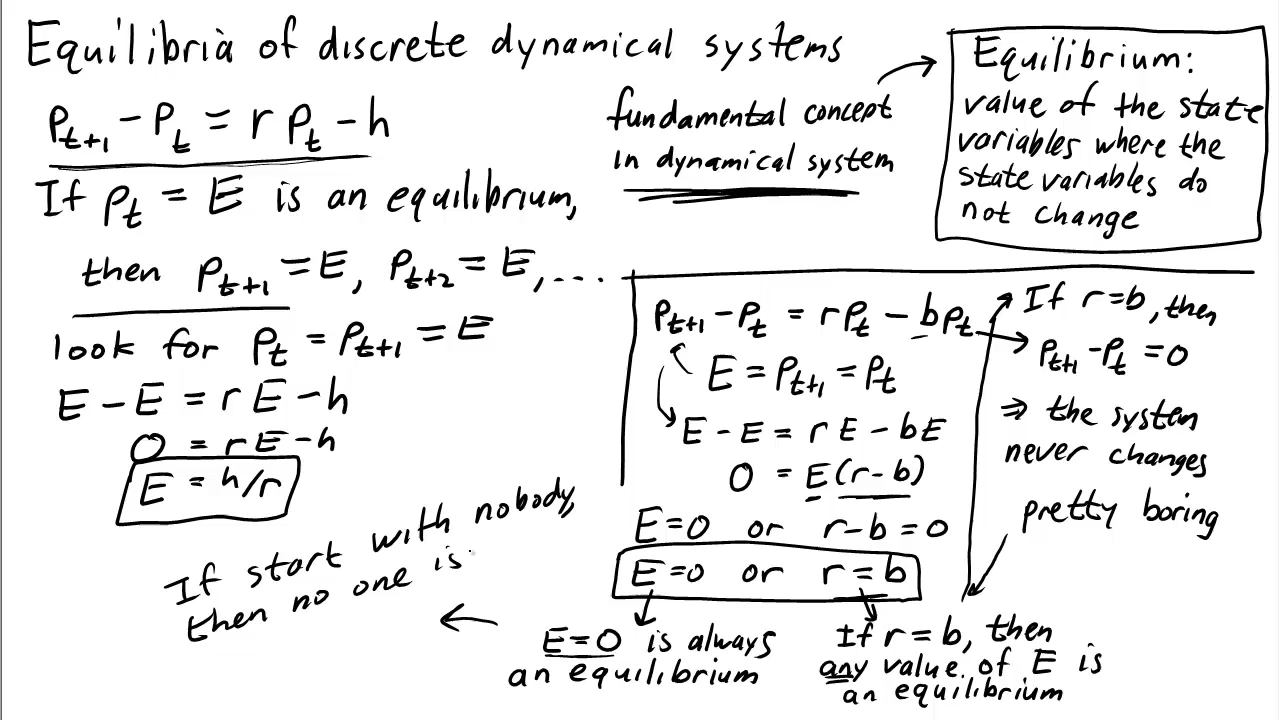 Equilibria of discrete dynamical systems
P_{t+1} - P_t = r P_t - h
fundamental concept
in dynamical system
Equilibrium:
value of the state
variables where the
state variables do
not change
If P_t = E is an equilibrium,
then P_{t+1} = E, P_{t+2} = E, ...
look for P_t = P_{t+1} = E
E - E = r E - h
0 = r E - h
E = h/r
P_{t+1} - P_t = r P_t - b P_t
E = P_{t+1} = P_t
E - E = r E - b E
0 = E(r - b)
E = 0 or r - b = 0
E = 0 or r = b
If r = b, then
P_{t+1} - P_t = 0
⇒ the system
never changes
pretty boring
If start with nobody,
then no one is
E = 0 is always
an equilibrium
If r = b, then
any value of E is
an equilibrium